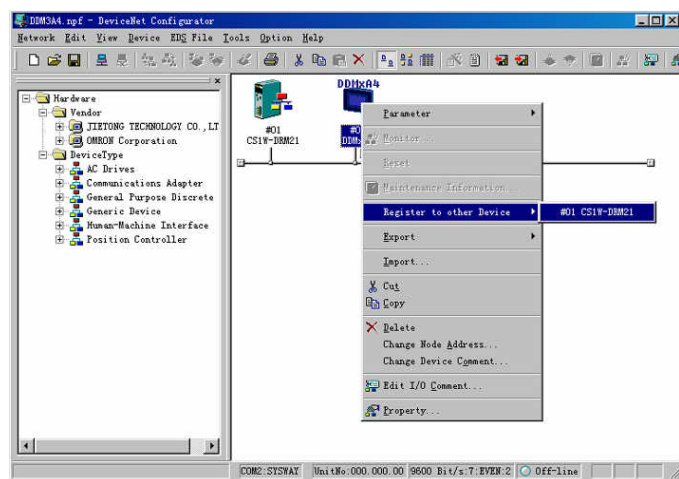 DDM3A4.npf - DeviceNet Configurator
Network Edit View Device EDS File Tools Option Help
Hardware
Vendor
JIETONG TECHNOLOGY CO.,LT
OMRON Corporation
DeviceType
AC Drives
Communications Adapter
General Purpose Discrete
Generic Device
Human-Machine Interface
Position Controller
DDMxA4
#01
CS1W-DRM21
Parameter
Monitor...
Reset
Maintenance Information...
Register to other Device
#01 CS1W-DRM21
Export
Import...
Cut
Copy
Delete
Change Node Address...
Change Device Comment...
Edit I/O Comment...
Property...
COM2:SYSWAY UnitNo:000.000.00 9600 Bit/s:7:EVEN:2 Off-line